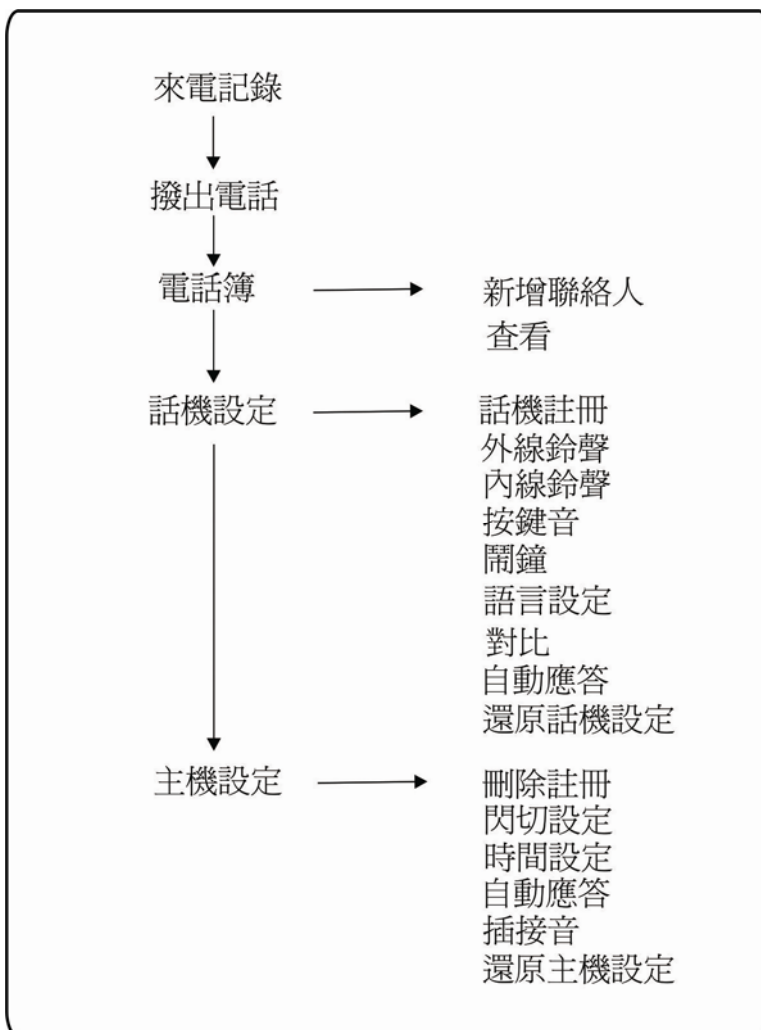 來電記錄
撥出電話
電話簿
新增聯絡人
查看
話機設定
話機註冊
外線鈴聲
內線鈴聲
按鍵音
鬧鐘
語言設定
對比
自動應答
還原話機設定
主機設定
刪除註冊
閃切設定
時間設定
自動應答
插接音
還原主機設定